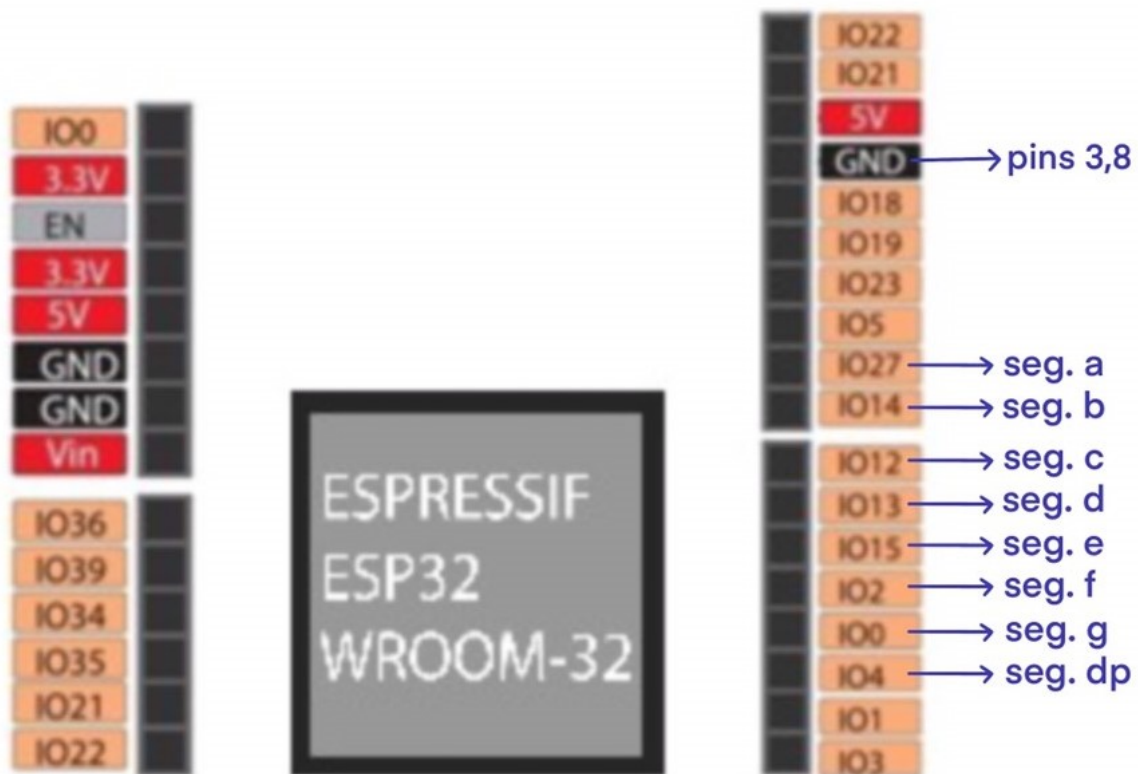 IO0
3.3V
EN
3.3V
5V
GND
GND
Vin
IO36
IO39
IO34
IO35
IO21
IO22
ESPRESSIF
ESP32
WROOM-32
IO22
IO21
5V
GND pins 3,8
IO18
IO19
IO23
IO5
IO27 seg. a
IO14 seg. b
IO12 seg. c
IO13 seg. d
IO15 seg. e
IO2 seg. f
IO0 seg. g
IO4 seg. dp
IO1
IO3